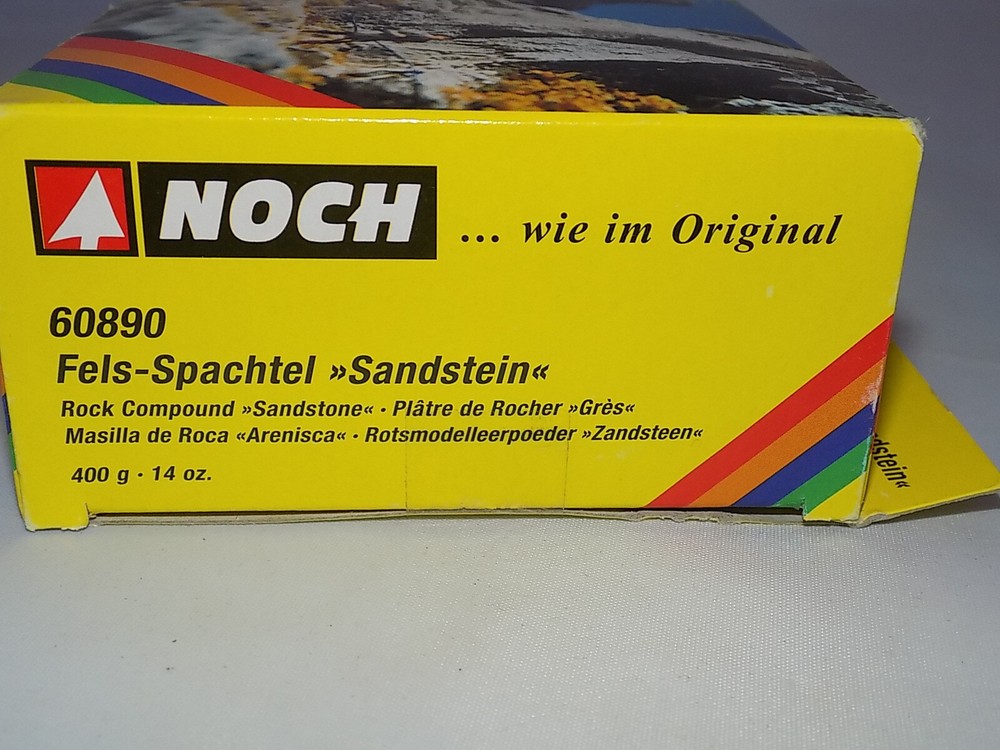 NOCH ... wie im Original
60890
Fels-Spachtel »Sandstein«
Rock Compound »Sandstone« · Plâtre de Rocher »Grès«
Masilla de Roca «Arenisca« · Rotsmodelleerpoeder »Zandsteen«
400 g · 14 oz.
dstein«